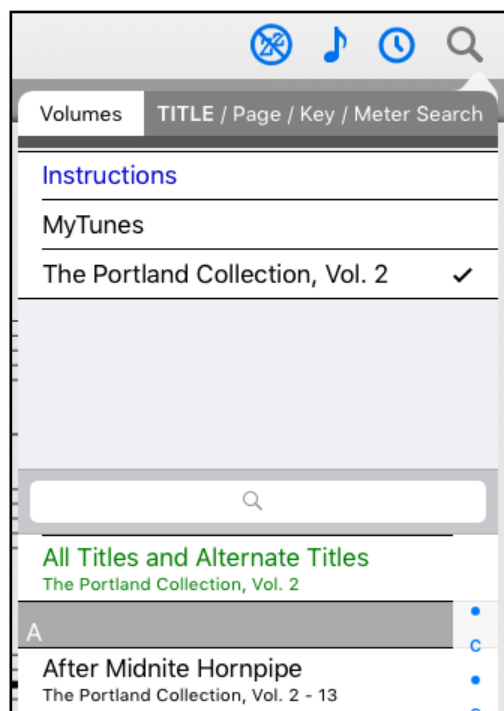 Volumes TITLE / Page / Key / Meter Search
Instructions
MyTunes
The Portland Collection, Vol. 2
All Titles and Alternate Titles
The Portland Collection, Vol. 2
A
C
After Midnite Hornpipe
The Portland Collection, Vol. 2 - 13